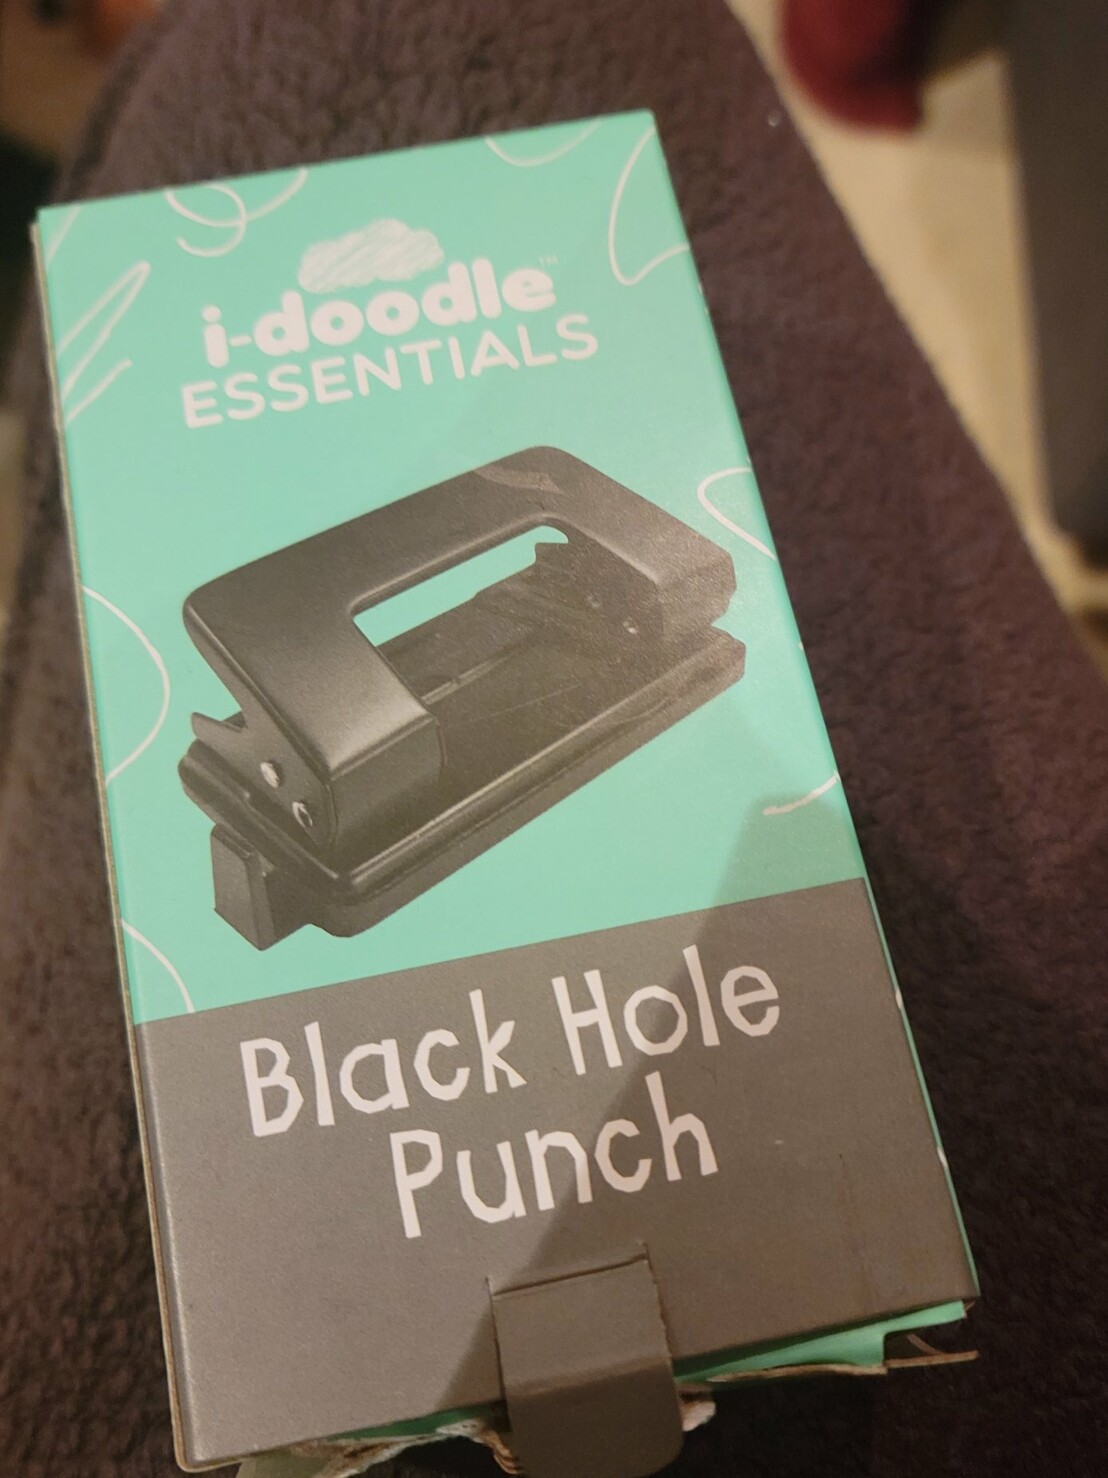 i-doodle™
ESSENTIALS
Black Hole
Punch